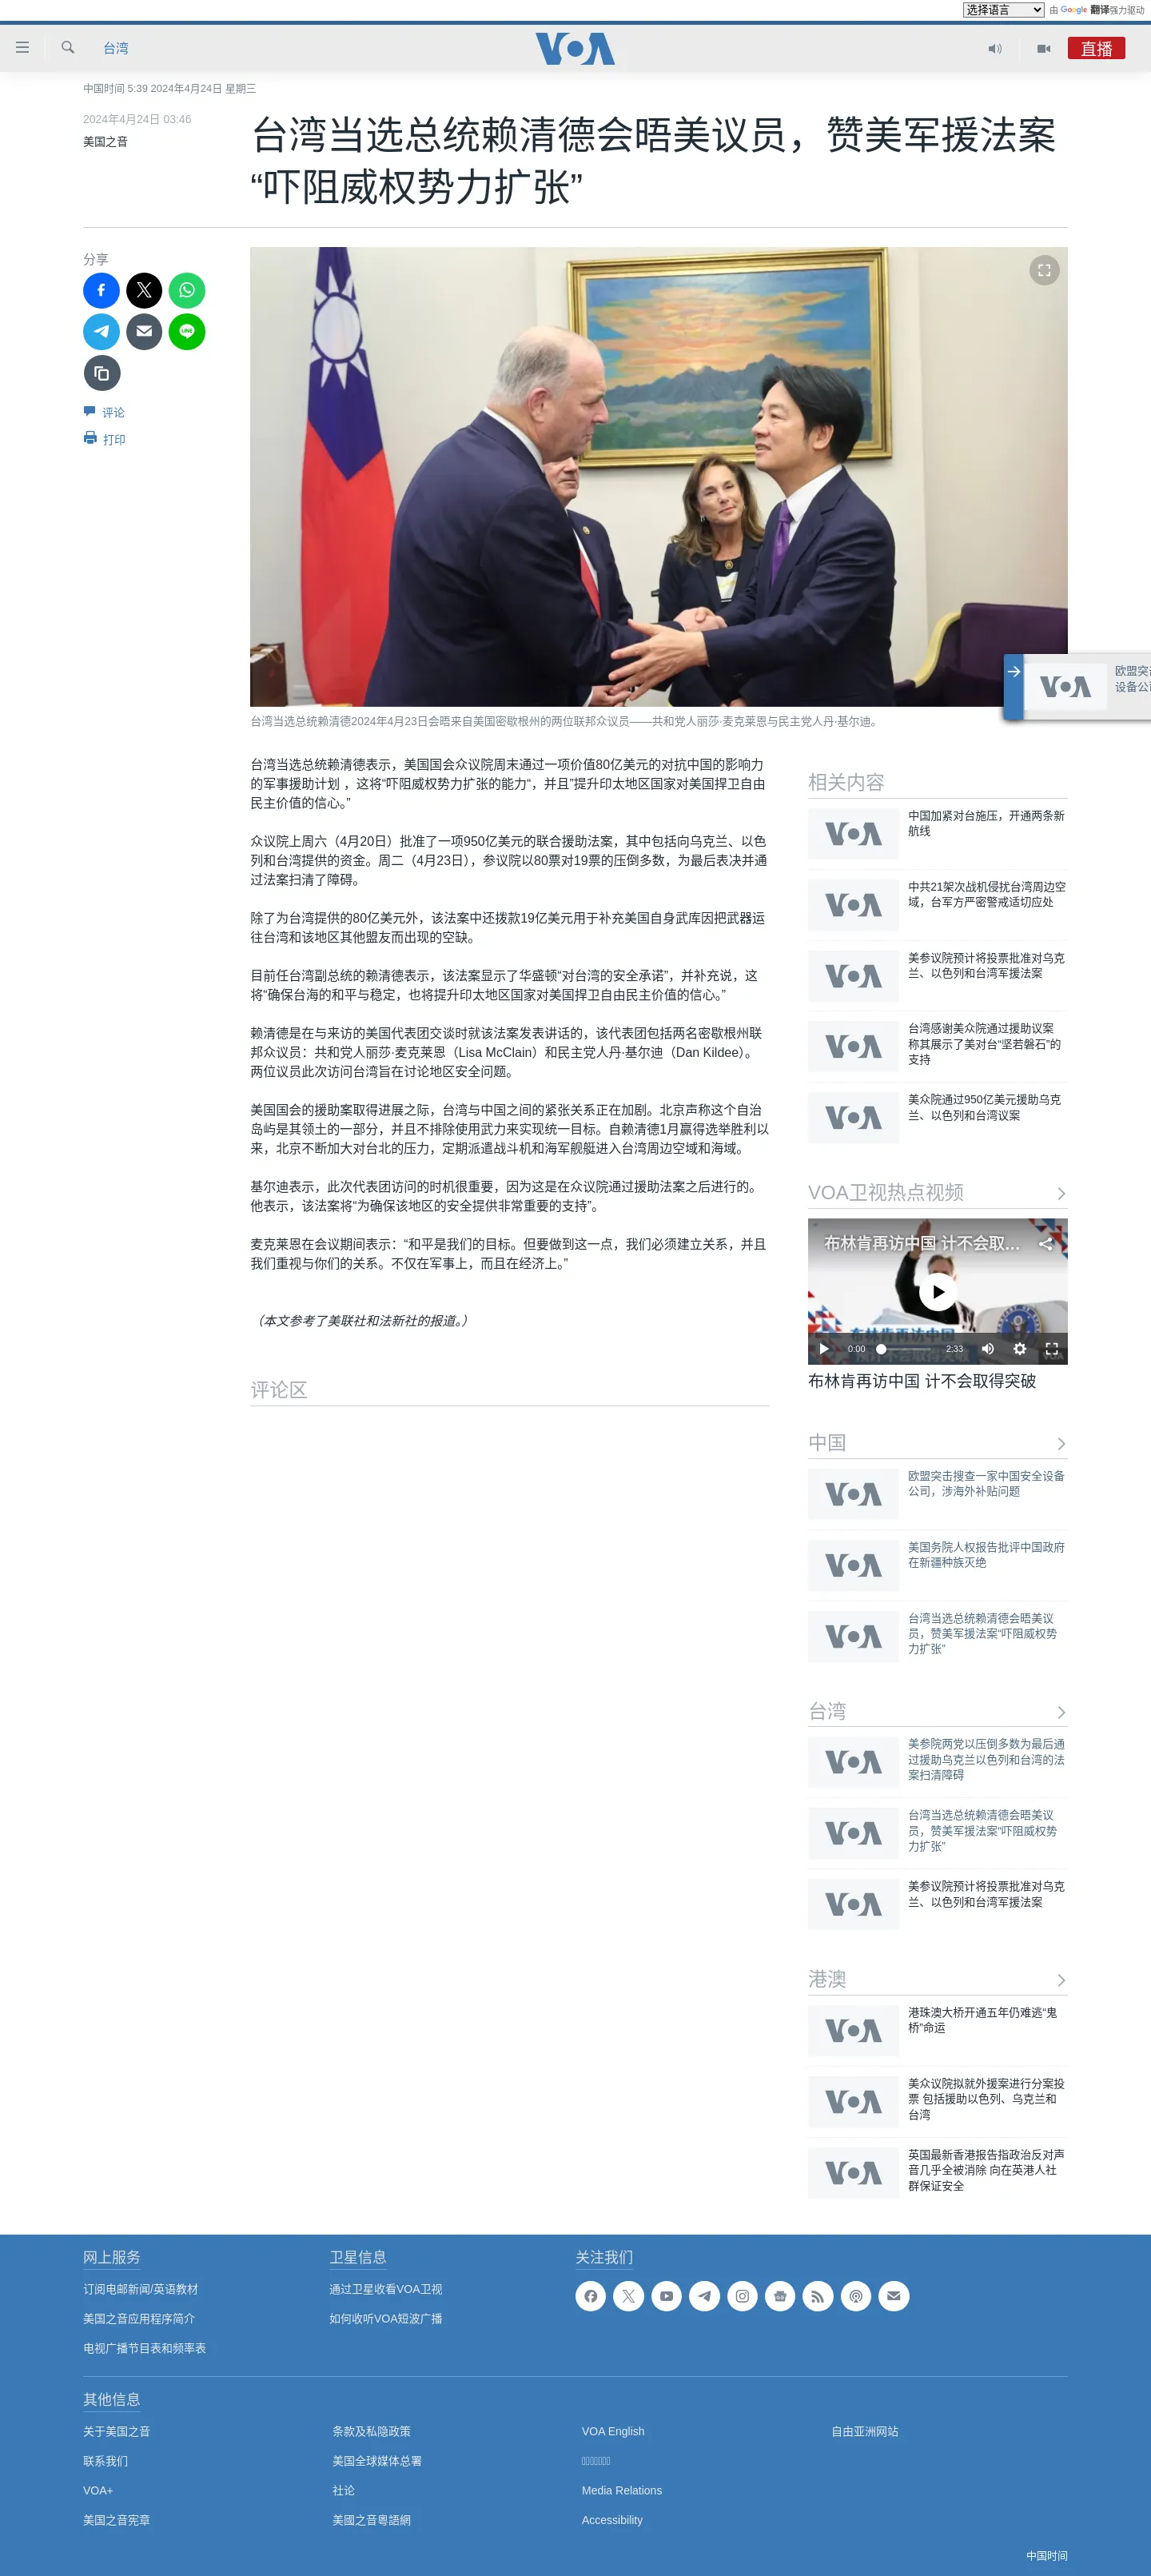 选择语言 由 Google 翻译强力驱动
台湾
VOA
直播
中国时间 5:39 2024年4月24日 星期三
2024年4月24日 03:46
美国之音
台湾当选总统赖清德会晤美议员，赞美军援法案
“吓阻威权势力扩张”
分享
LINE
评论
打印
欧盟突击
设备公司
VOA
台湾当选总统赖清德2024年4月23日会晤来自美国密歇根州的两位联邦众议员——共和党人丽莎·麦克莱恩与民主党人丹·基尔迪。
台湾当选总统赖清德表示，美国国会众议院周末通过一项价值80亿美元的对抗中国的影响力
的军事援助计划 ，这将“吓阻威权势力扩张的能力“，并且”提升印太地区国家对美国捍卫自由
民主价值的信心。”
众议院上周六（4月20日）批准了一项950亿美元的联合援助法案，其中包括向乌克兰、以色
列和台湾提供的资金。周二（4月23日），参议院以80票对19票的压倒多数，为最后表决并通
过法案扫清了障碍。
除了为台湾提供的80亿美元外，该法案中还拨款19亿美元用于补充美国自身武库因把武器运
往台湾和该地区其他盟友而出现的空缺。
目前任台湾副总统的赖清德表示，该法案显示了华盛顿“对台湾的安全承诺”，并补充说，这
将“确保台海的和平与稳定，也将提升印太地区国家对美国捍卫自由民主价值的信心。”
赖清德是在与来访的美国代表团交谈时就该法案发表讲话的，该代表团包括两名密歇根州联
邦众议员：共和党人丽莎·麦克莱恩（Lisa McClain）和民主党人丹·基尔迪（Dan Kildee）。
两位议员此次访问台湾旨在讨论地区安全问题。
美国国会的援助案取得进展之际，台湾与中国之间的紧张关系正在加剧。北京声称这个自治
岛屿是其领土的一部分，并且不排除使用武力来实现统一目标。自赖清德1月赢得选举胜利以
来，北京不断加大对台北的压力，定期派遣战斗机和海军舰艇进入台湾周边空域和海域。
基尔迪表示，此次代表团访问的时机很重要，因为这是在众议院通过援助法案之后进行的。
他表示，该法案将“为确保该地区的安全提供非常重要的支持”。
麦克莱恩在会议期间表示：“和平是我们的目标。但要做到这一点，我们必须建立关系，并且
我们重视与你们的关系。不仅在军事上，而且在经济上。”
（本文参考了美联社和法新社的报道。）
评论区
相关内容
VOA
中国加紧对台施压，开通两条新
航线
VOA
中共21架次战机侵扰台湾周边空
域，台军方严密警戒适切应处
VOA
美参议院预计将投票批准对乌克
兰、以色列和台湾军援法案
VOA
台湾感谢美众院通过援助议案
称其展示了美对台“坚若磐石”的
支持
VOA
美众院通过950亿美元援助乌克
兰、以色列和台湾议案
VOA卫视热点视频
布林肯再访中国 计不会取...
布林肯再访中国
预计不会取得突破
0:00 2:33
VOA
布林肯再访中国 计不会取得突破
中国
VOA
欧盟突击搜查一家中国安全设备
公司，涉海外补贴问题
VOA
美国务院人权报告批评中国政府
在新疆种族灭绝
VOA
台湾当选总统赖清德会晤美议
员，赞美军援法案“吓阻威权势
力扩张”
台湾
VOA
美参院两党以压倒多数为最后通
过援助乌克兰以色列和台湾的法
案扫清障碍
VOA
台湾当选总统赖清德会晤美议
员，赞美军援法案“吓阻威权势
力扩张”
VOA
美参议院预计将投票批准对乌克
兰、以色列和台湾军援法案
港澳
VOA
港珠澳大桥开通五年仍难逃“鬼
桥”命运
VOA
美众议院拟就外援案进行分案投
票 包括援助以色列、乌克兰和
台湾
VOA
英国最新香港报告指政治反对声
音几乎全被消除 向在英港人社
群保证安全
网上服务
订阅电邮新闻/英语教材
美国之音应用程序简介
电视广播节目表和频率表
卫星信息
通过卫星收看VOA卫视
如何收听VOA短波广播
关注我们
其他信息
关于美国之音
联系我们
VOA+
美国之音宪章
条款及私隐政策
美国全球媒体总署
社论
美國之音粵語網
VOA English
Media Relations
Accessibility
自由亚洲网站
中国时间